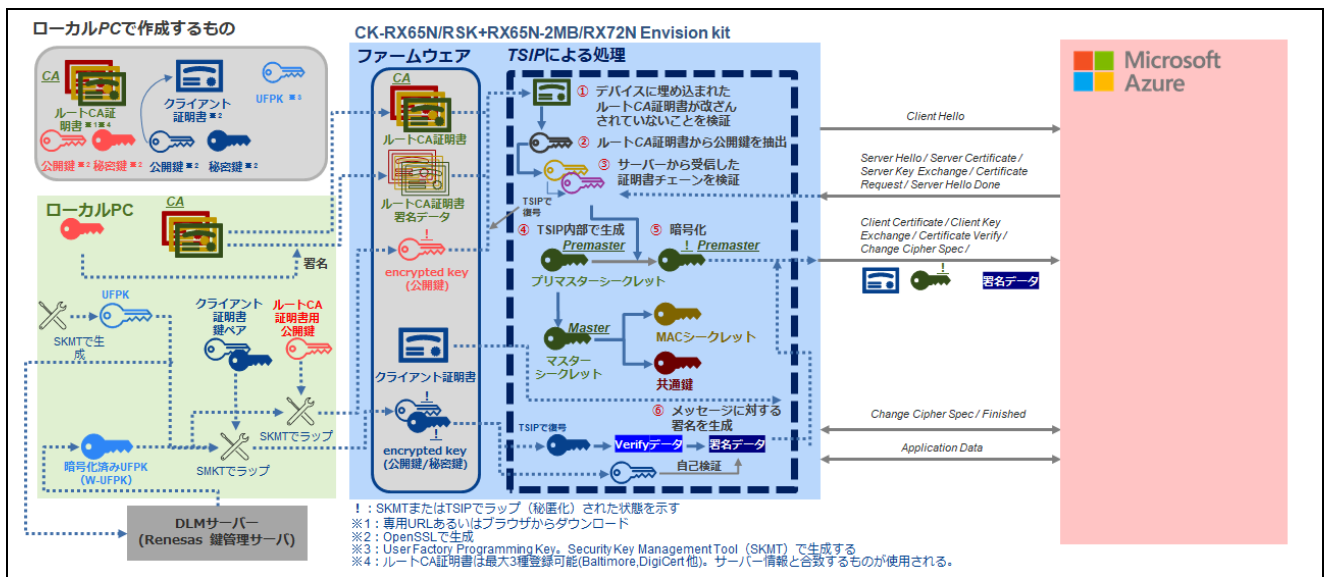 ローカルPCで作成するもの
CA
ルートCA証
明書※1※4
クライアント
証明書※2
UFPK ※3
公開鍵※2
秘密鍵※2
公開鍵※2
秘密鍵※2
ローカルPC
CA
署名
UFPK
SKMTで生
成
クライアント
証明書
鍵ペア
ルートCA
証明書用
公開鍵
SKMTでラップ
SMKTでラップ
暗号化済みUFPK
(W-UFPK)
DLMサーバー
(Renesas 鍵管理サーバ)
CK-RX65N/RSK+RX65N-2MB/RX72N Envision kit
ファームウェア
CA
ルートCA証明書
ルートCA証明書
署名データ
!
encrypted key
(公開鍵)
クライアント証明書
!
!
encrypted key
(公開鍵/秘密鍵)
TSIPによる処理
① デバイスに埋め込まれた
ルートCA証明書が改ざん
されていないことを検証
② ルートCA証明書から公開鍵を抽出
③ サーバーから受信した
証明書チェーンを検証
TSIPで
復号
④ TSIP内部で生成
Premaster
プリマスターシークレット
⑤ 暗号化
! Premaster
Master
マスター
シークレット
MACシークレット
共通鍵
⑥ メッセージに対する
署名を生成
TSIPで復号
Verifyデータ
署名データ
自己検証
Microsoft
Azure
Client Hello
Server Hello / Server Certificate /
Server Key Exchange / Certificate
Request / Server Hello Done
Client Certificate / Client Key
Exchange / Certificate Verify /
Change Cipher Spec /
!
署名データ
Change Cipher Spec / Finished
Application Data
! : SKMTまたはTSIPでラップ（秘匿化）された状態を示す
※1：専用URLあるいはブラウザからダウンロード
※2：OpenSSLで生成
※3：User Factory Programming Key。Security Key Management Tool（SKMT）で生成する
※4：ルートCA証明書は最大3種登録可能(Baltimore,DigiCert 他)。サーバー情報と合致するものが使用される。